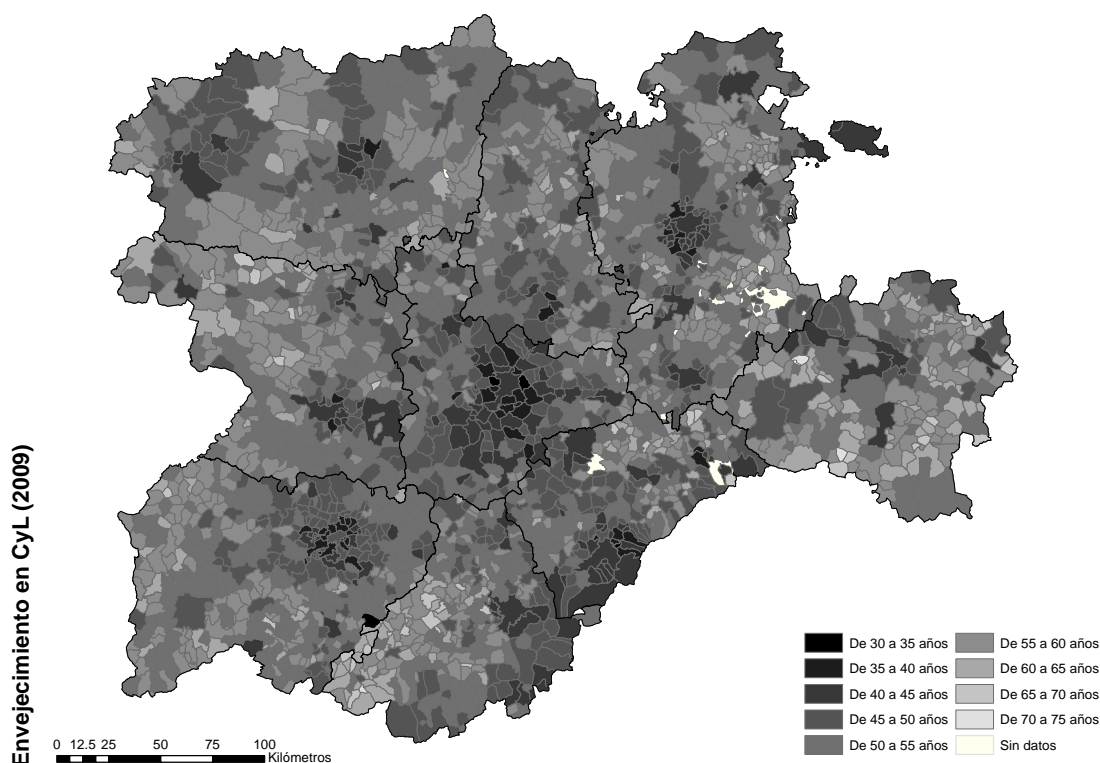 Envejecimiento en CyL (2009)
0 12.5 25 50 75 100
Kilómetros
De 30 a 35 años
De 35 a 40 años
De 40 a 45 años
De 45 a 50 años
De 50 a 55 años
De 55 a 60 años
De 60 a 65 años
De 65 a 70 años
De 70 a 75 años
Sin datos